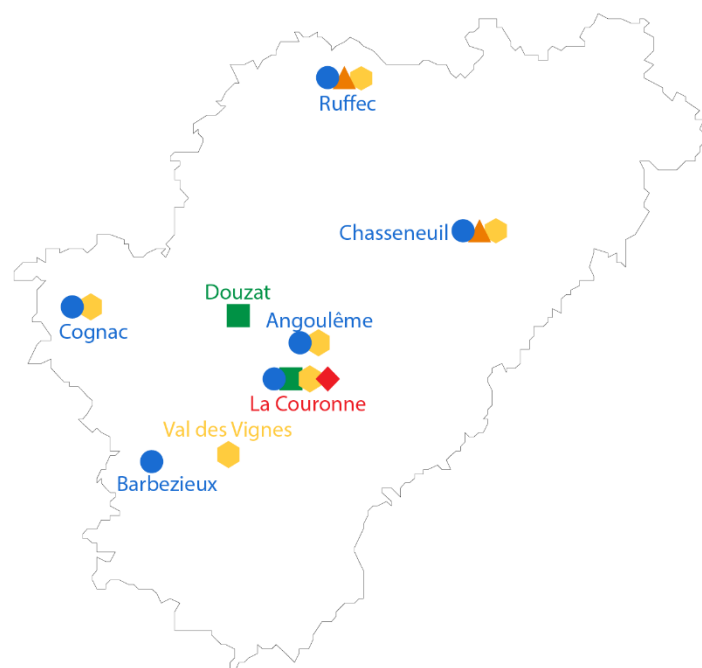 Ruffec
Chasseneuil
Douzat
Angoulême
Cognac
La Couronne
Val des Vignes
Barbezieux